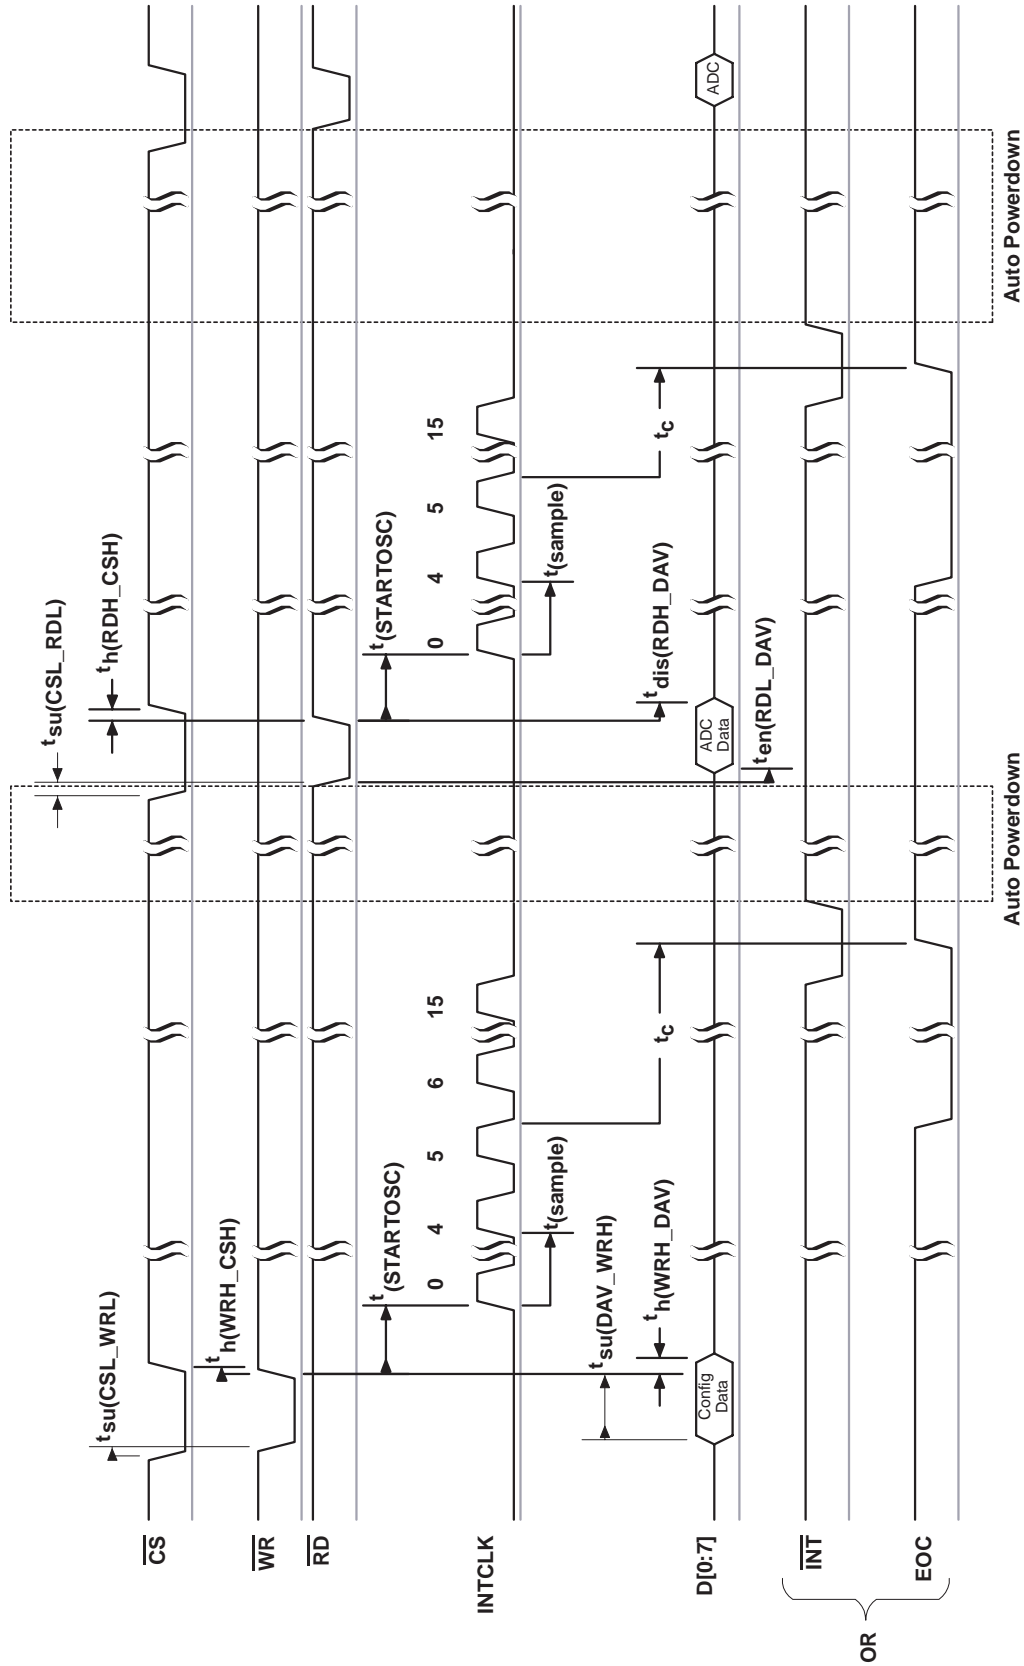 CS
WR
RD
INTCLK
D[0:7]
INT
EOC
OR
tsu(CSL_WRL)
th(WRH_CSH)
tsu(CSL_RDL)
th(RDH_CSH)
t(STARTOSC)
t(STARTOSC)
0
4
5
6
15
0
4
5
15
t(sample)
t(sample)
tc
tc
tsu(DAV_WRH)
th(WRH_DAV)
tdis(RDH_DAV)
ten(RDL_DAV)
Config
Data
ADC
Data
ADC
Auto Powerdown
Auto Powerdown